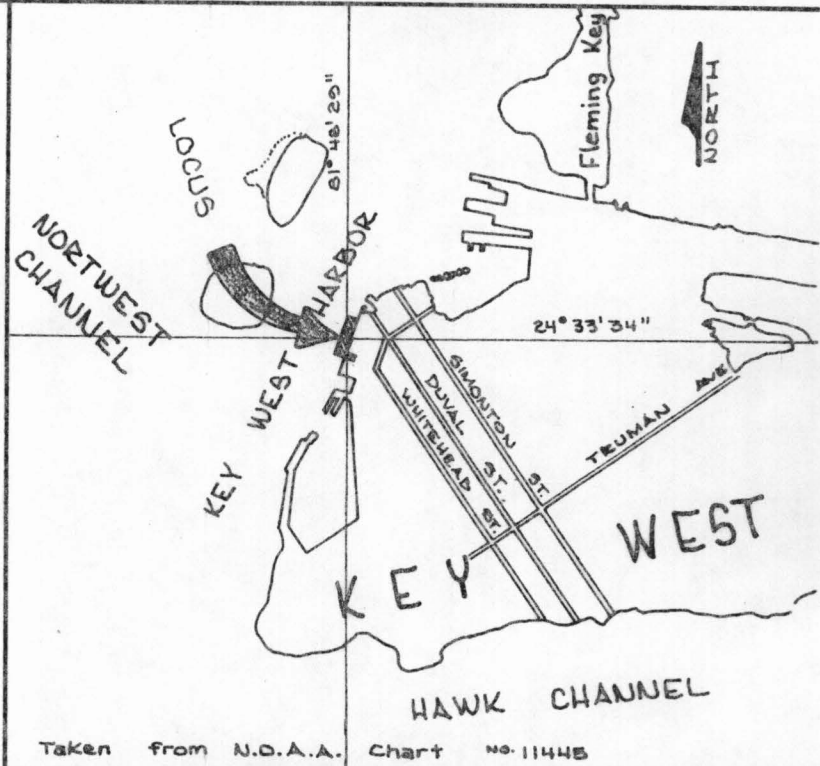 Fleming Key
NORTH
LOCUS
81° 48' 29"
NORTWEST
CHANNEL
KEY WEST HARBOR
24° 33' 34"
SIMONTON ST.
DUVAL ST.
WHITEHEAD ST.
TRUMAN AVE
KEY WEST
HAWK CHANNEL
Taken from N.O.A.A. Chart No. 11445